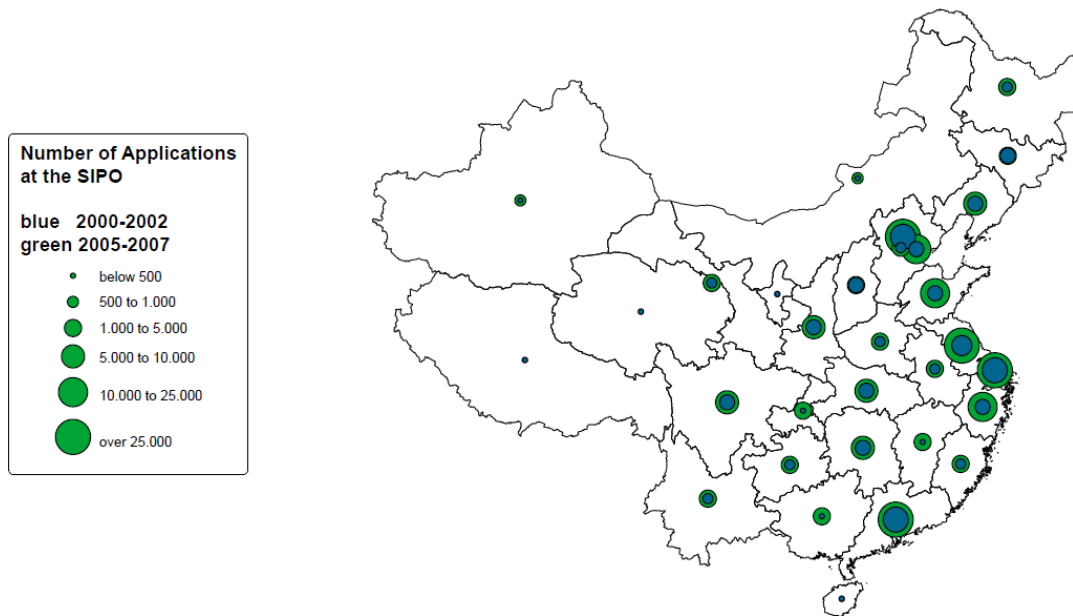 Number of Applications
at the SIPO
blue 2000-2002
green 2005-2007
below 500
500 to 1.000
1.000 to 5.000
5.000 to 10.000
10.000 to 25.000
over 25.000